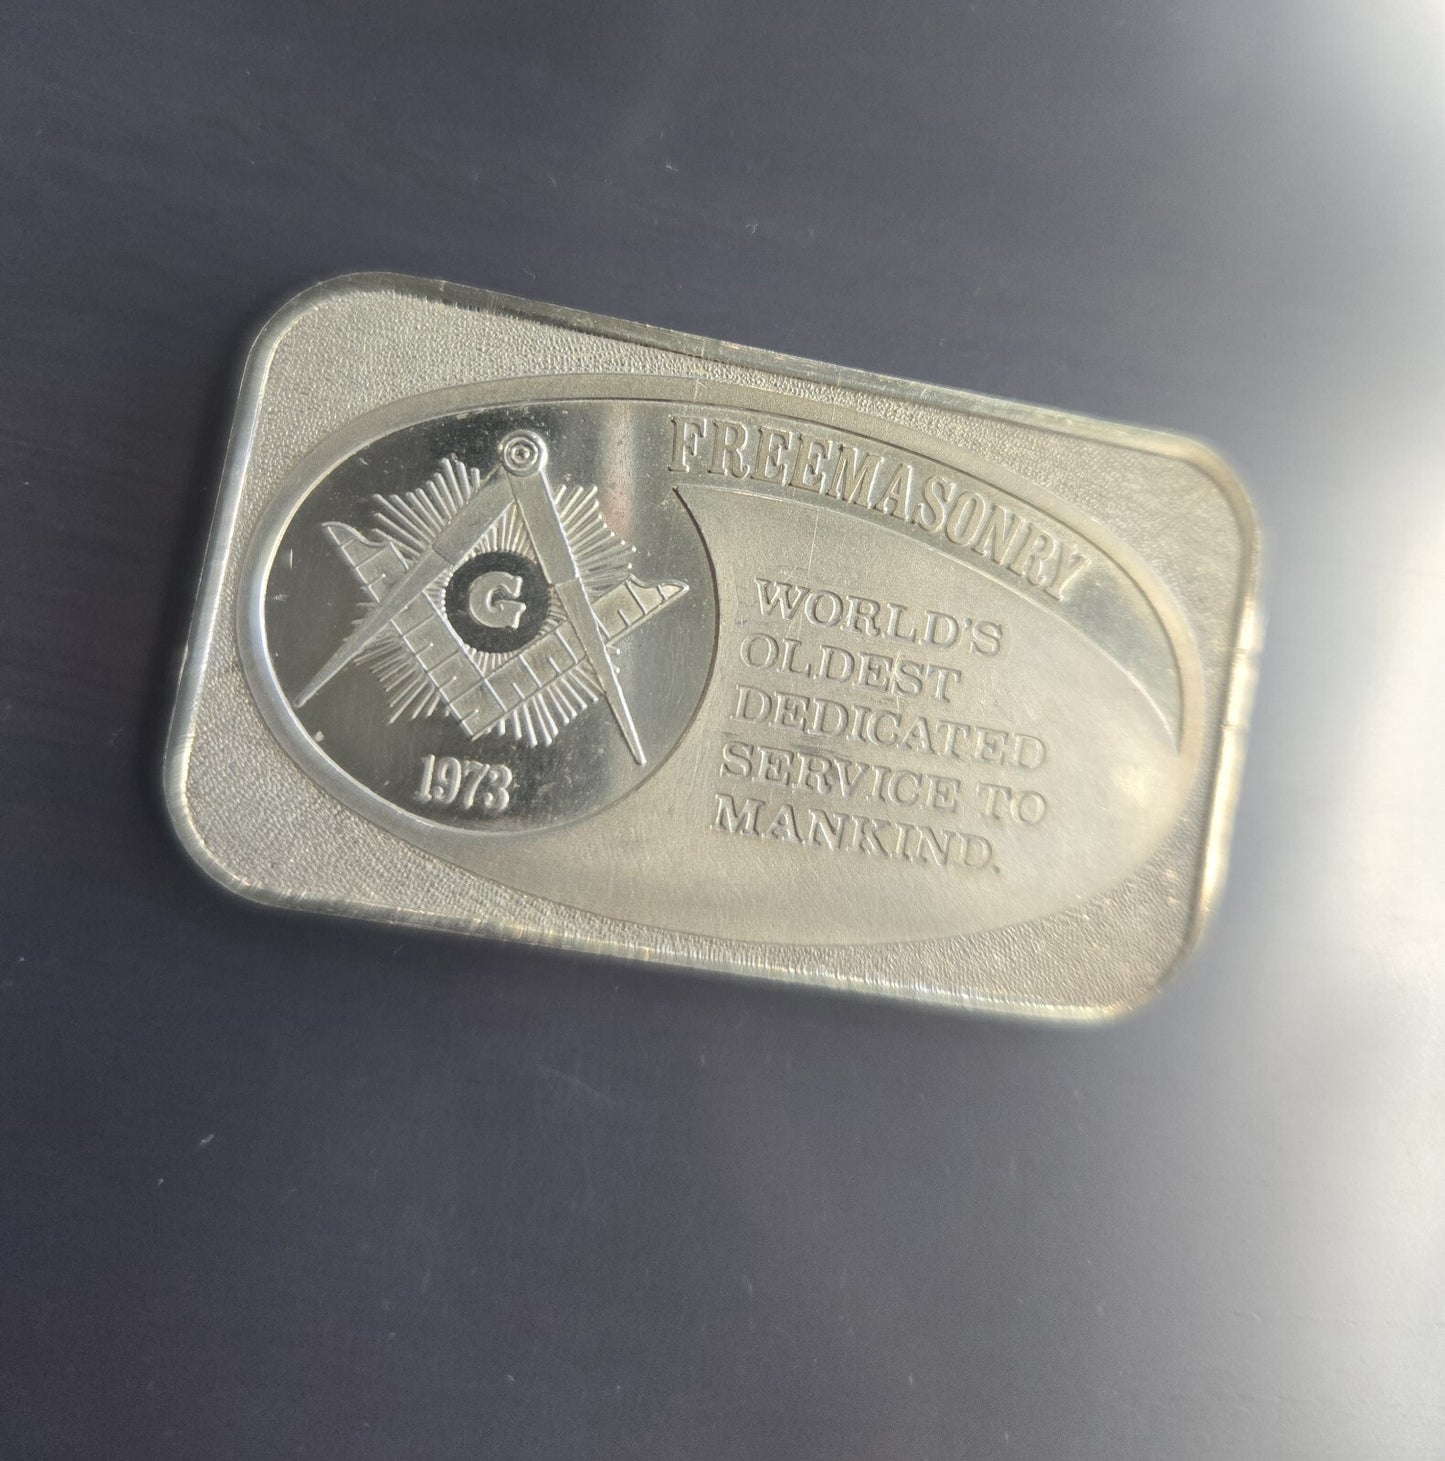 FREEMASONRY
G
1973
WORLD'S
OLDEST
DEDICATED
SERVICE TO
MANKIND.